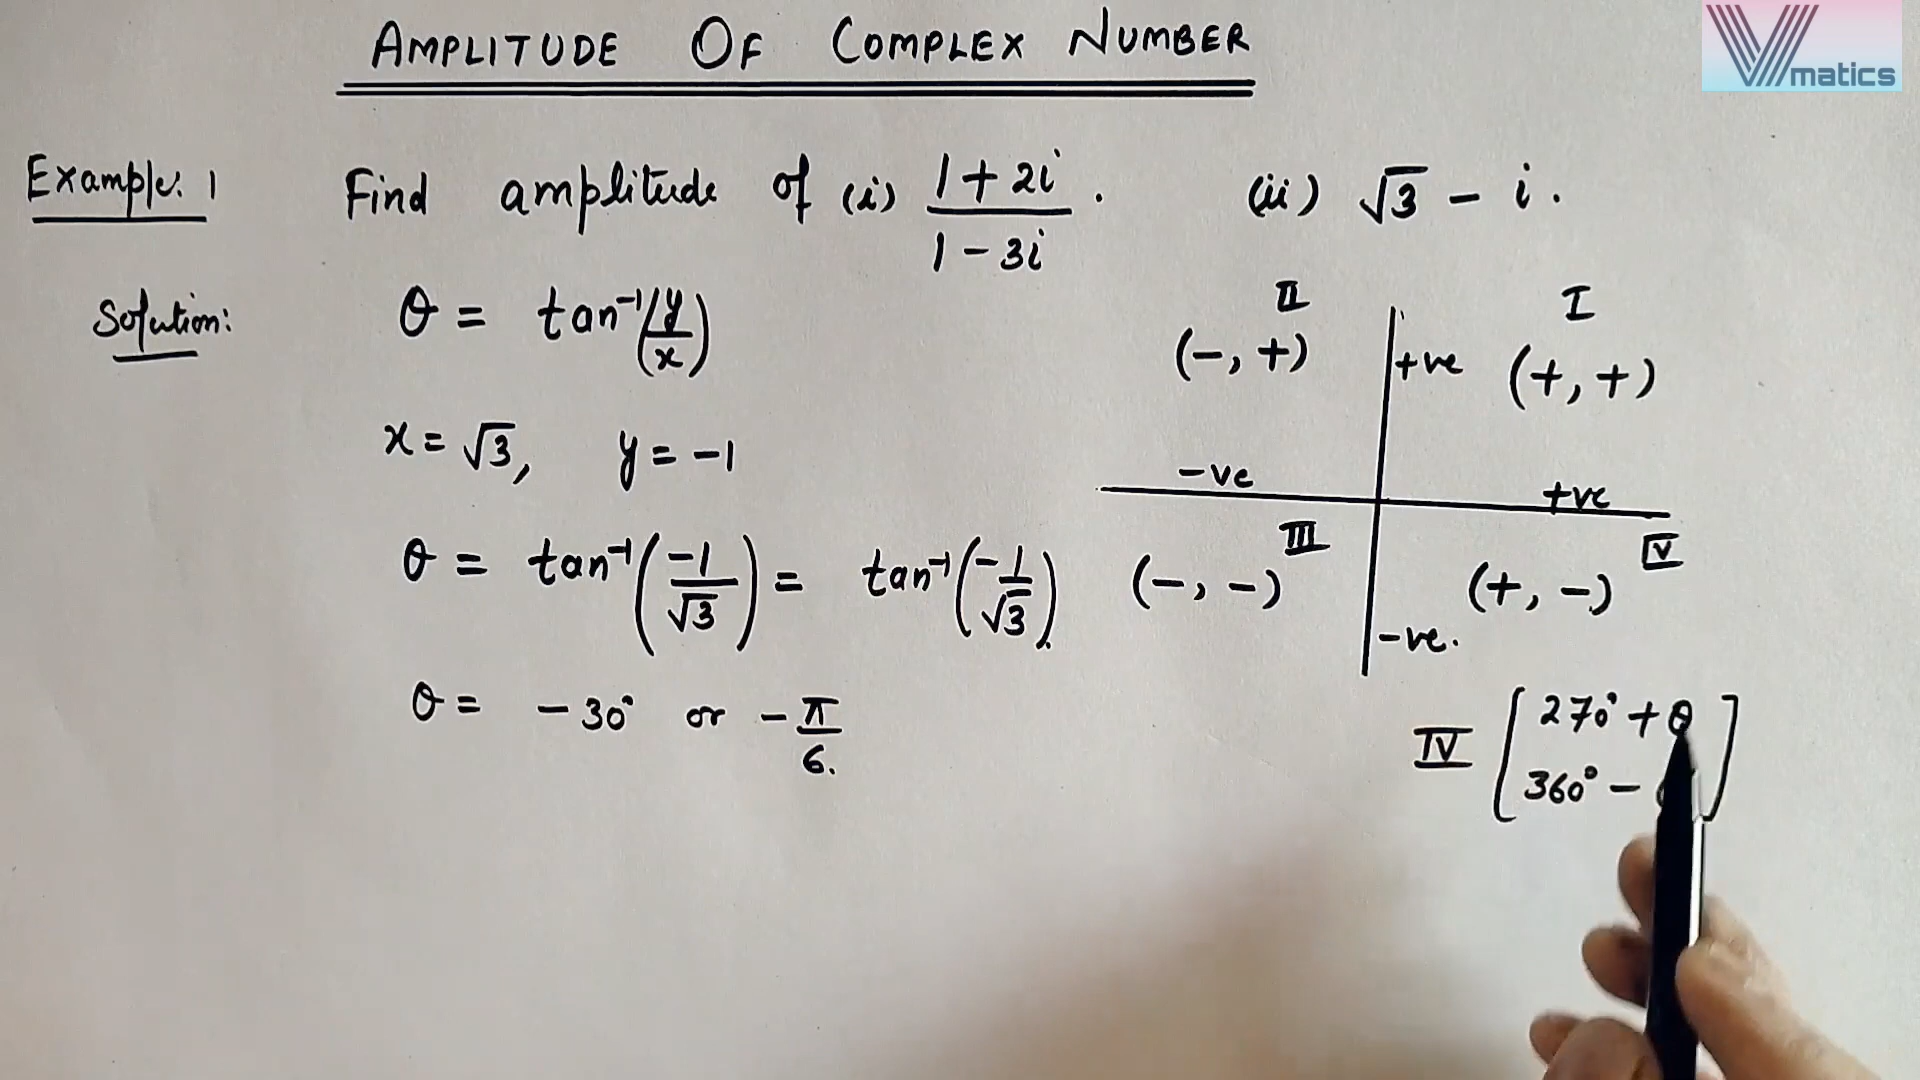 AMPLITUDE OF COMPLEX NUMBER
Vmatics
Example: 1 Find amplitude of (i) 1+2i / 1-3i . (ii) √3 - i .
Solution: θ = tan⁻¹(y/x)
x = √3, y = -1
θ = tan⁻¹(-1/√3) = tan⁻¹(-1/√3).
θ = -30° or -π/6.
II I
(-, +) +ve (+, +)
-ve +ve
III IV
(-, -) (+, -)
-ve.
IV [270° + θ
360° - ]